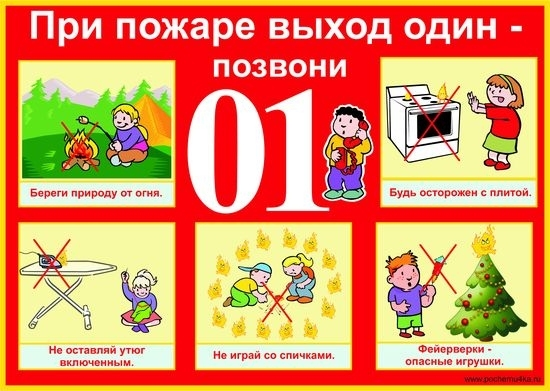 При пожаре выход один -
позвони
01
Береги природу от огня.
Будь осторожен с плитой.
Не оставляй утюг
включенным.
Не играй со спичками.
Фейерверки -
опасные игрушки.
www.pochemu4ka.ru